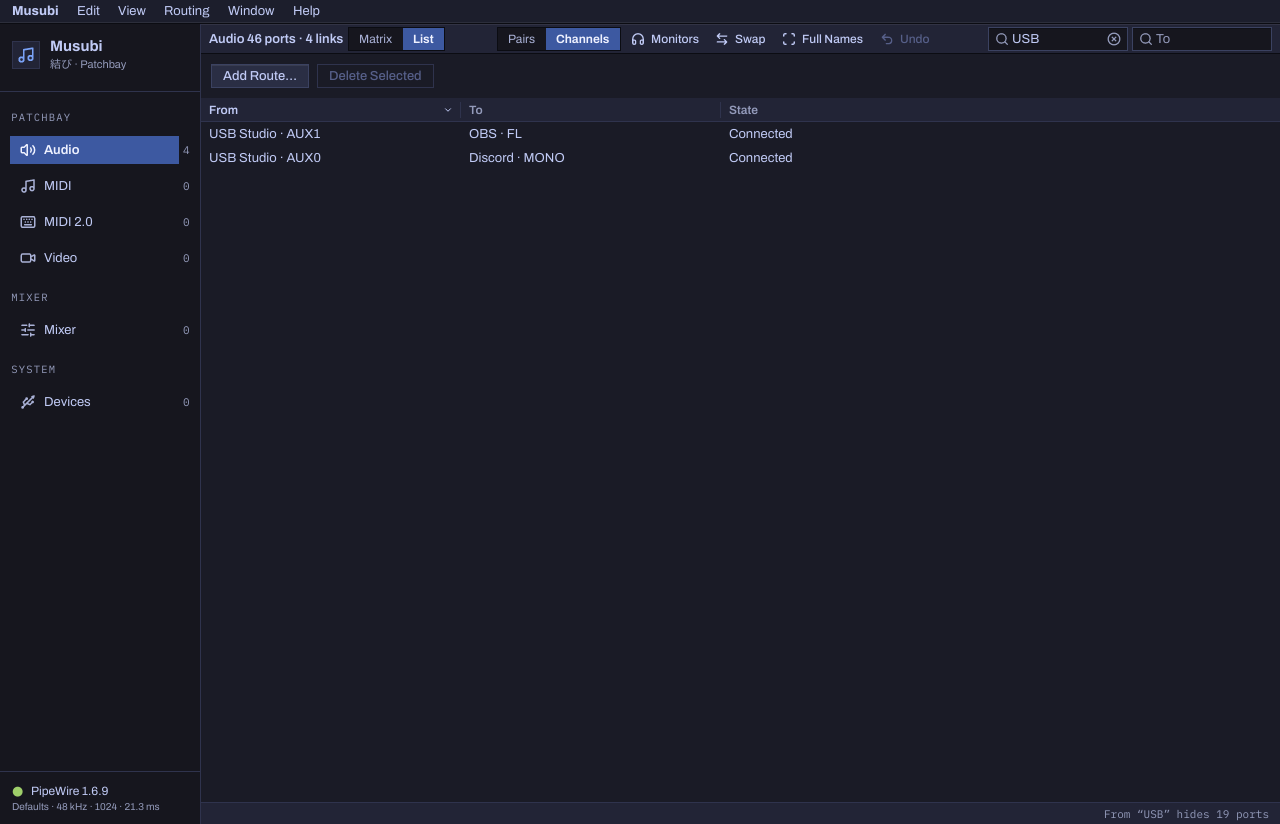 Musubi Edit View Routing Window Help
Musubi
結び · Patchbay
Audio 46 ports · 4 links Matrix List Pairs Channels Monitors Swap Full Names Undo USB To
Add Route... Delete Selected
From To State
USB Studio · AUX1 OBS · FL Connected
USB Studio · AUX0 Discord · MONO Connected
PATCHBAY
Audio 4
MIDI 0
MIDI 2.0 0
Video 0
MIXER
Mixer 0
SYSTEM
Devices 0
PipeWire 1.6.9
Defaults · 48 kHz · 1024 · 21.3 ms
From “USB” hides 19 ports